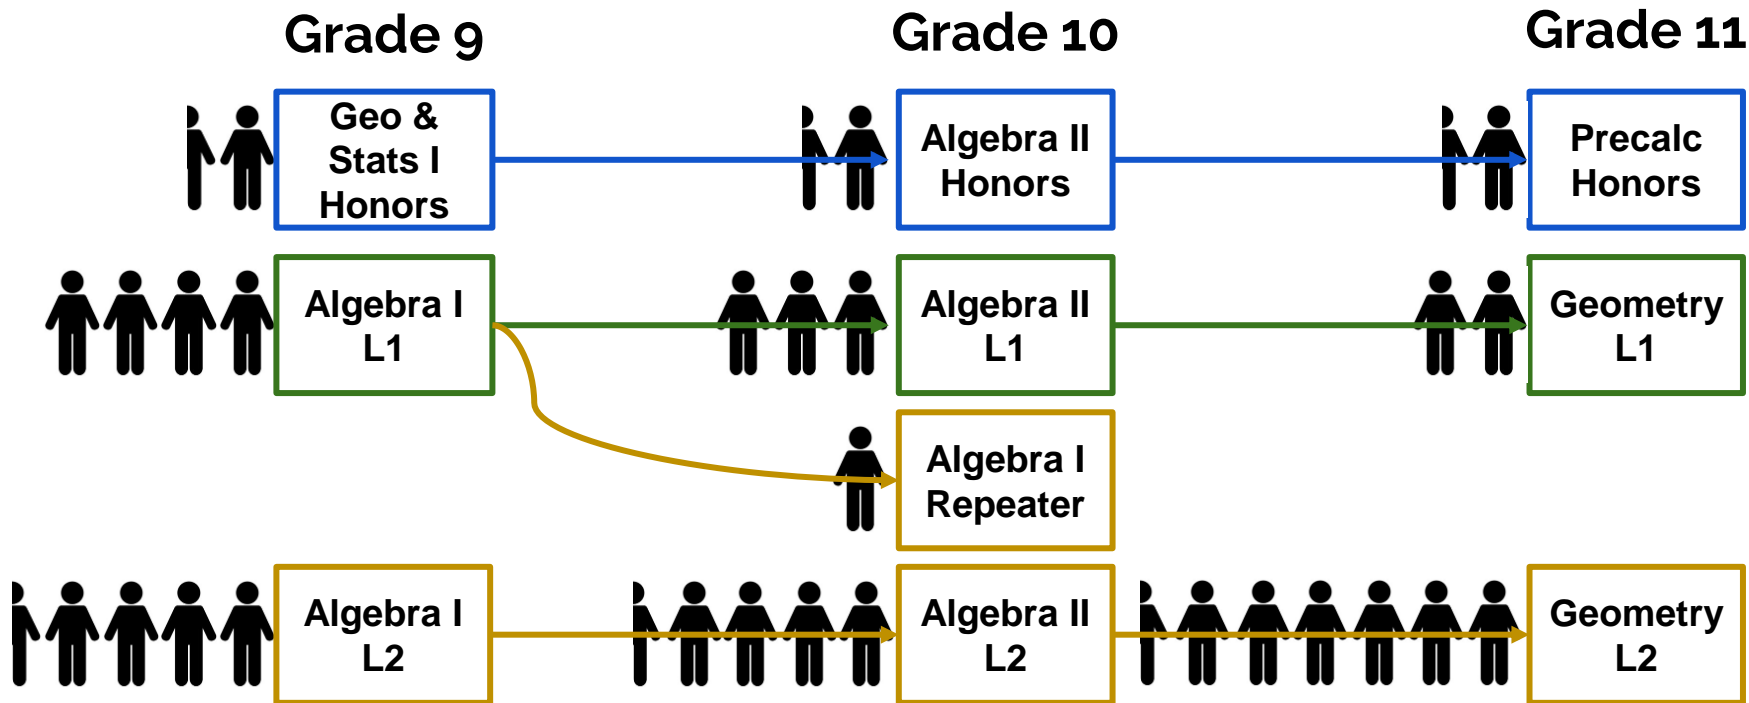 Grade 9
Grade 10
Grade 11
Geo &
Stats I
Honors
Algebra II
Honors
Precalc
Honors
Algebra I
L1
Algebra II
L1
Geometry
L1
Algebra I
Repeater
Algebra I
L2
Algebra II
L2
Geometry
L2